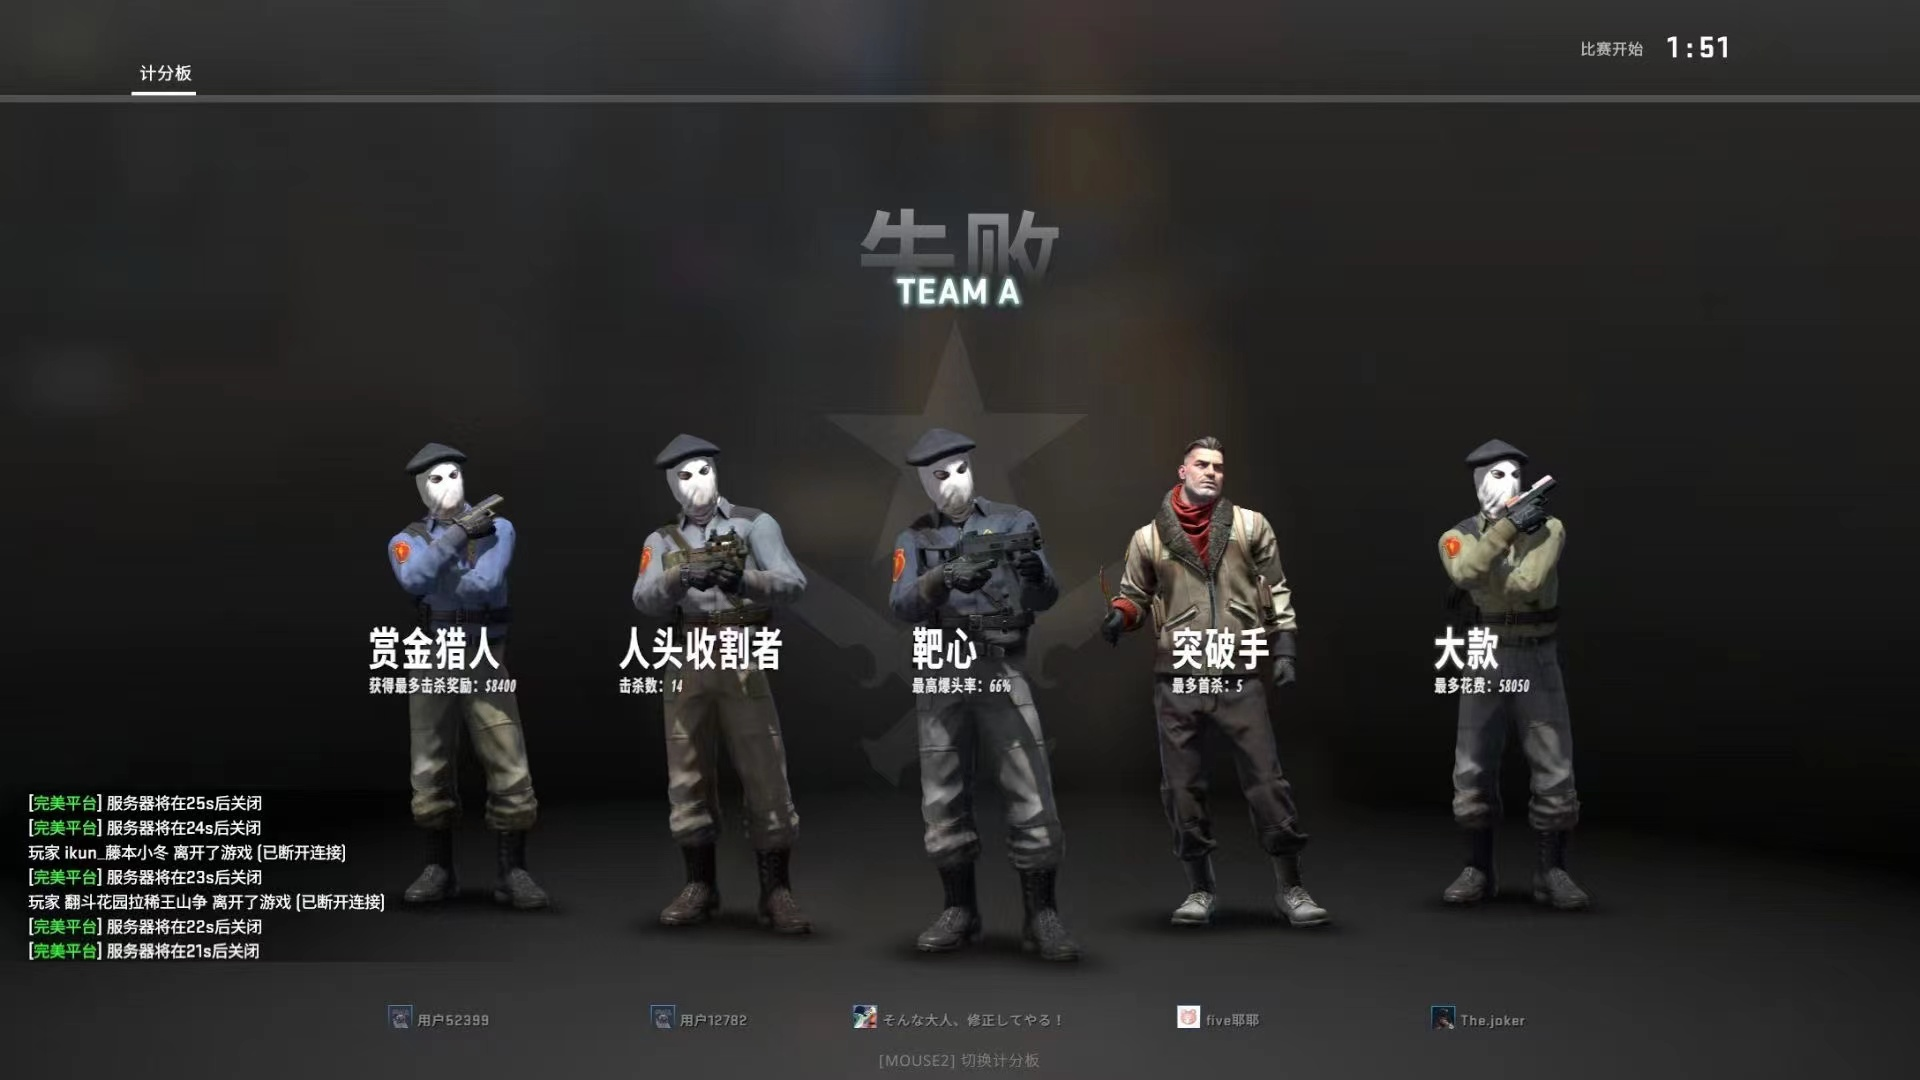 计分板
比赛开始 1:51
失败
TEAM A
赏金猎人
获得最多击杀奖励：$8400
人头收割者
击杀数：14
靶心
最高爆头率：66%
突破手
最多首杀：5
大款
最多花费：58050
[完美平台] 服务器将在25s后关闭
[完美平台] 服务器将在24s后关闭
玩家 ikun_藤本小冬 离开了游戏 [已断开连接]
[完美平台] 服务器将在23s后关闭
玩家 翻斗花园拉稀王山争 离开了游戏 [已断开连接]
[完美平台] 服务器将在22s后关闭
[完美平台] 服务器将在21s后关闭
用户52399
用户12782
そんな大人、修正してやる！
five耶耶
The.joker
[MOUSE2] 切换计分板